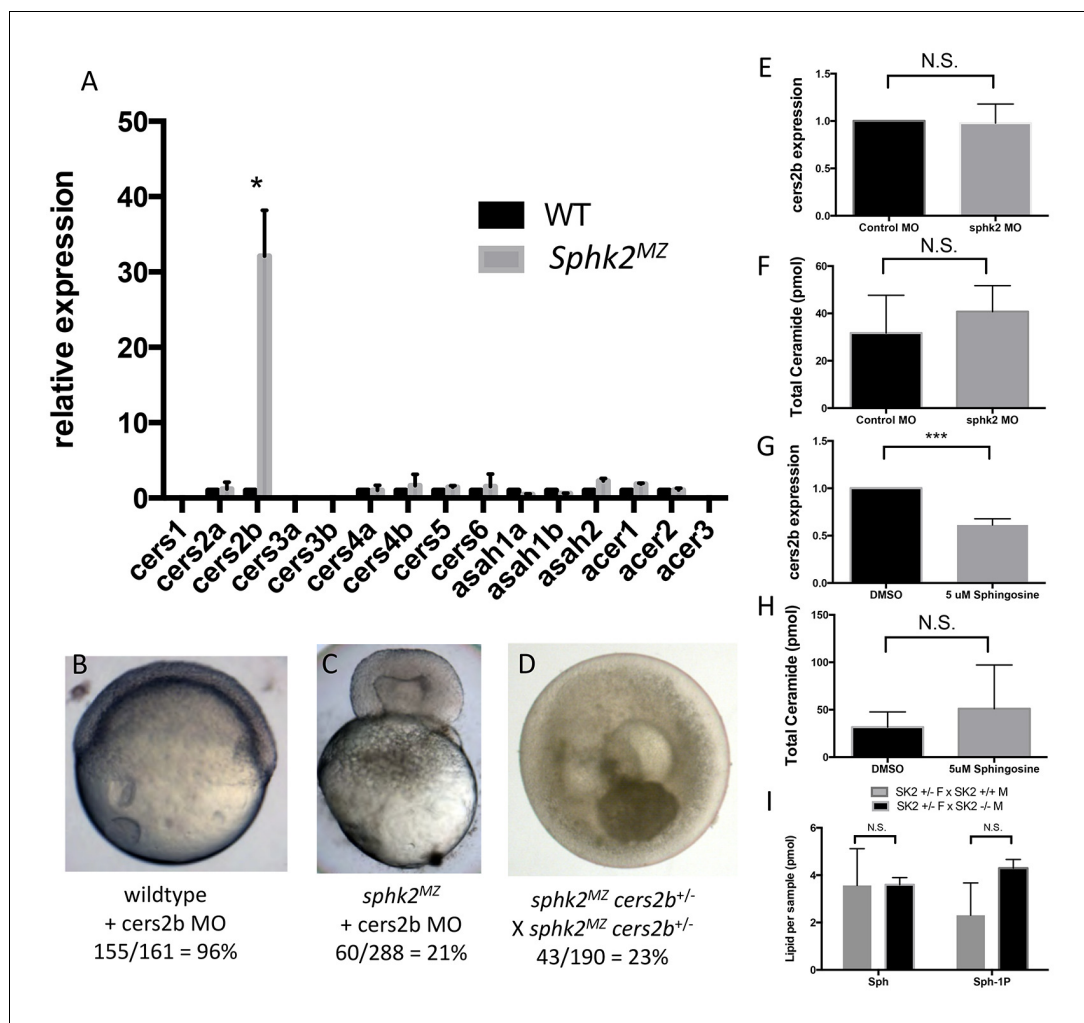 A
50
40
30
20
10
0
relative expression
*
WT
Sphk2MZ
cers1
cers2a
cers2b
cers3a
cers3b
cers4a
cers4b
cers5
cers6
asah1a
asah1b
asah2
acer1
acer2
acer3
B
wildtype
+ cers2b MO
155/161 = 96%
C
sphk2MZ
+ cers2b MO
60/288 = 21%
D
sphk2MZ cers2b+/-
X sphk2MZ cers2b+/-
43/190 = 23%
E
N.S.
1.5
1.0
0.5
0.0
cers2b expression
Control MO
sphk2 MO
F
N.S.
60
40
20
0
Total Ceramide (pmol)
Control MO
sphk2 MO
G
***
1.5
1.0
0.5
0.0
cers2b expression
DMSO
5 uM Sphingosine
H
N.S.
150
100
50
0
Total Ceramide (pmol)
DMSO
5uM Sphingosine
I
SK2 +/- F x SK2 +/+ M
SK2 +/- F x SK2 -/- M
N.S.
N.S.
6
4
2
0
Lipid per sample (pmol)
Sph
Sph-1P